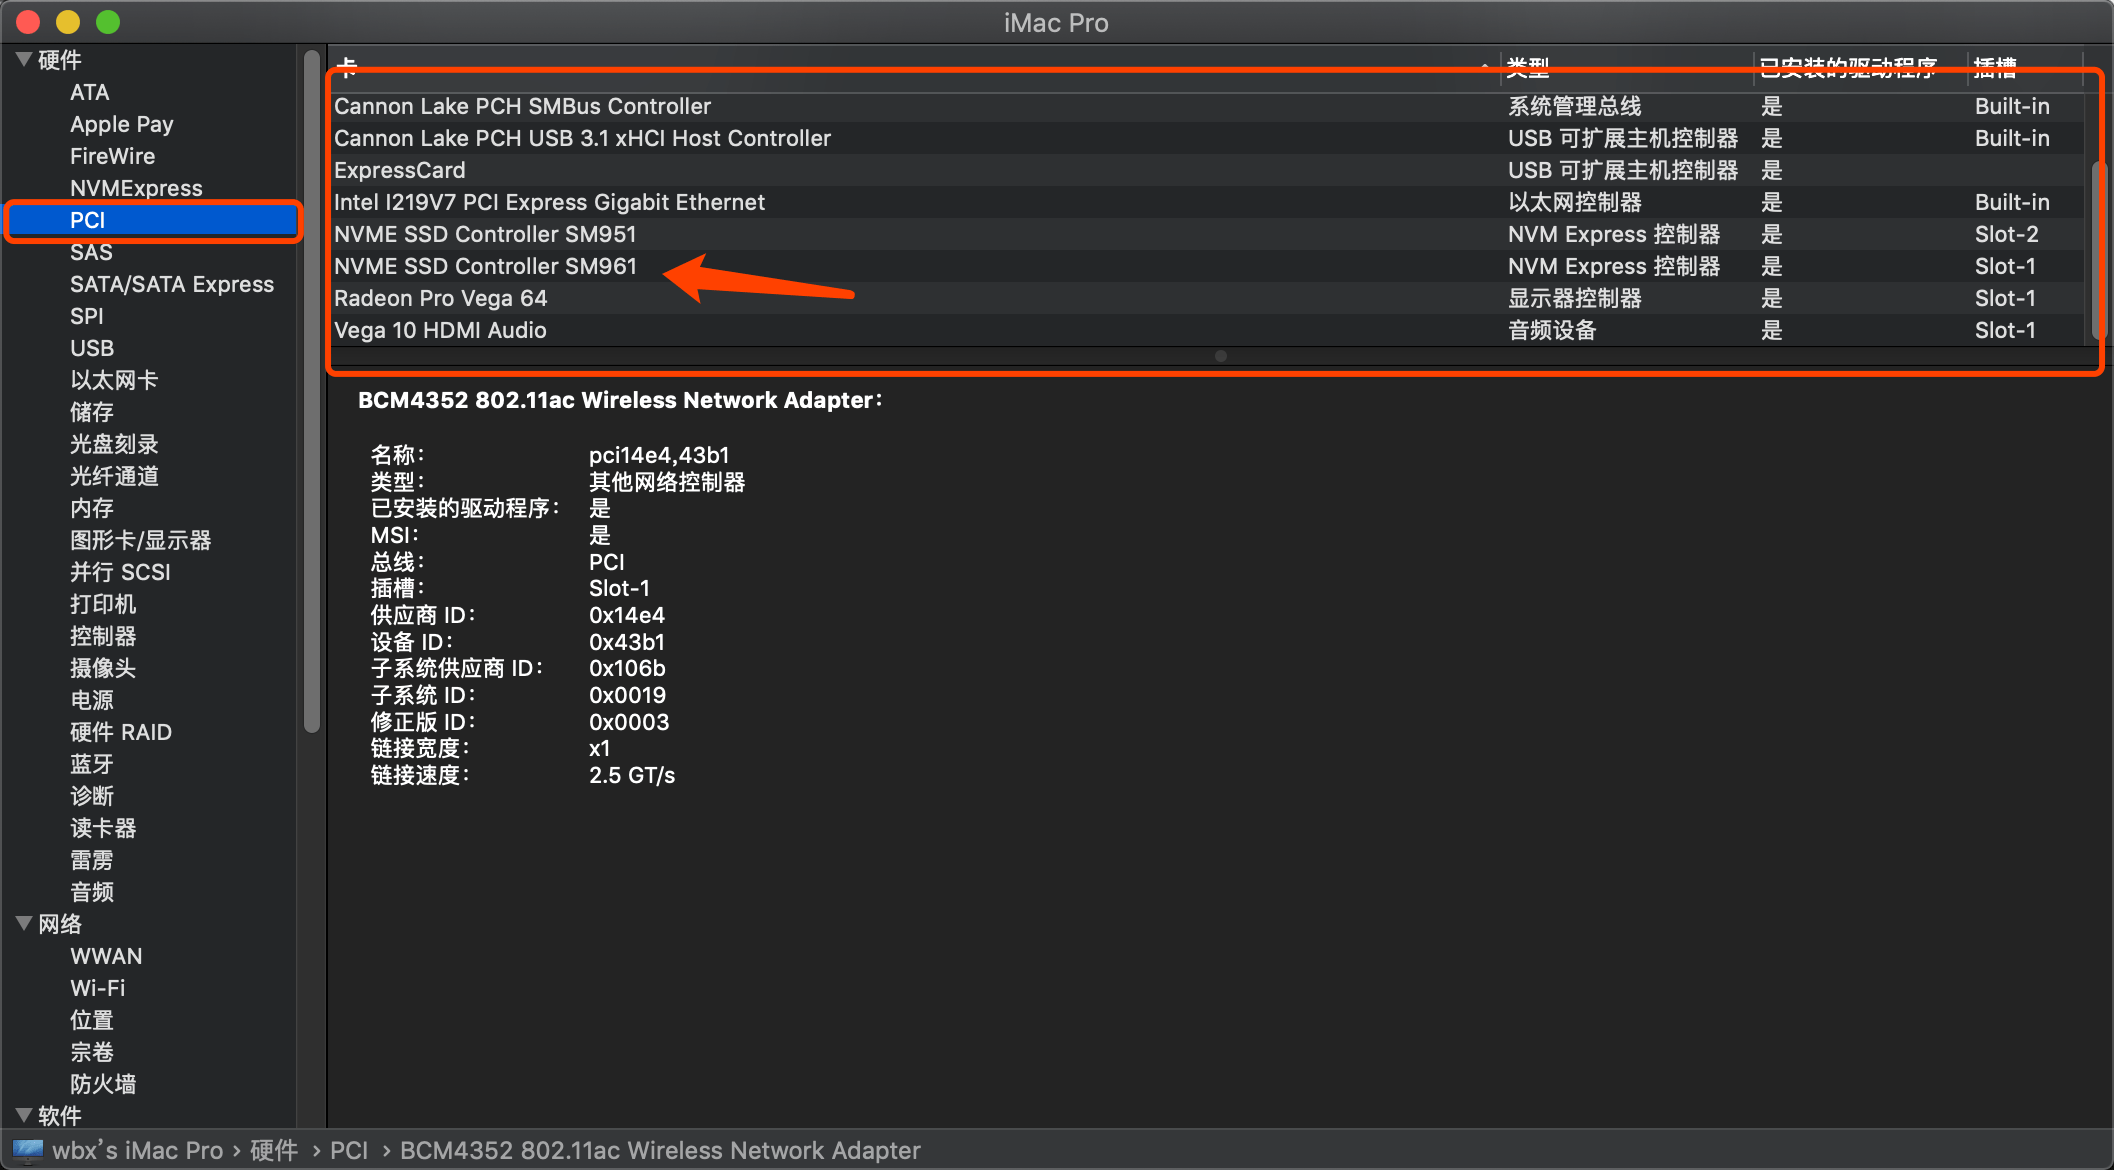 iMac Pro
硬件
ATA
Apple Pay
FireWire
NVMExpress
PCI
SAS
SATA/SATA Express
SPI
USB
以太网卡
储存
光盘刻录
光纤通道
内存
图形卡/显示器
并行 SCSI
打印机
控制器
摄像头
电源
硬件 RAID
蓝牙
诊断
读卡器
雷雳
音频
网络
WWAN
Wi-Fi
位置
宗卷
防火墙
软件
卡 类型 已安装的驱动程序 插槽
Cannon Lake PCH SMBus Controller 系统管理总线 是 Built-in
Cannon Lake PCH USB 3.1 xHCI Host Controller USB 可扩展主机控制器 是 Built-in
ExpressCard USB 可扩展主机控制器 是
Intel I219V7 PCI Express Gigabit Ethernet 以太网控制器 是 Built-in
NVME SSD Controller SM951 NVM Express 控制器 是 Slot-2
NVME SSD Controller SM961 NVM Express 控制器 是 Slot-1
Radeon Pro Vega 64 显示器控制器 是 Slot-1
Vega 10 HDMI Audio 音频设备 是 Slot-1
BCM4352 802.11ac Wireless Network Adapter：
名称： pci14e4,43b1
类型： 其他网络控制器
已安装的驱动程序： 是
MSI： 是
总线： PCI
插槽： Slot-1
供应商 ID： 0x14e4
设备 ID： 0x43b1
子系统供应商 ID： 0x106b
子系统 ID： 0x0019
修正版 ID： 0x0003
链接宽度： x1
链接速度： 2.5 GT/s
wbx’s iMac Pro › 硬件 › PCI › BCM4352 802.11ac Wireless Network Adapter